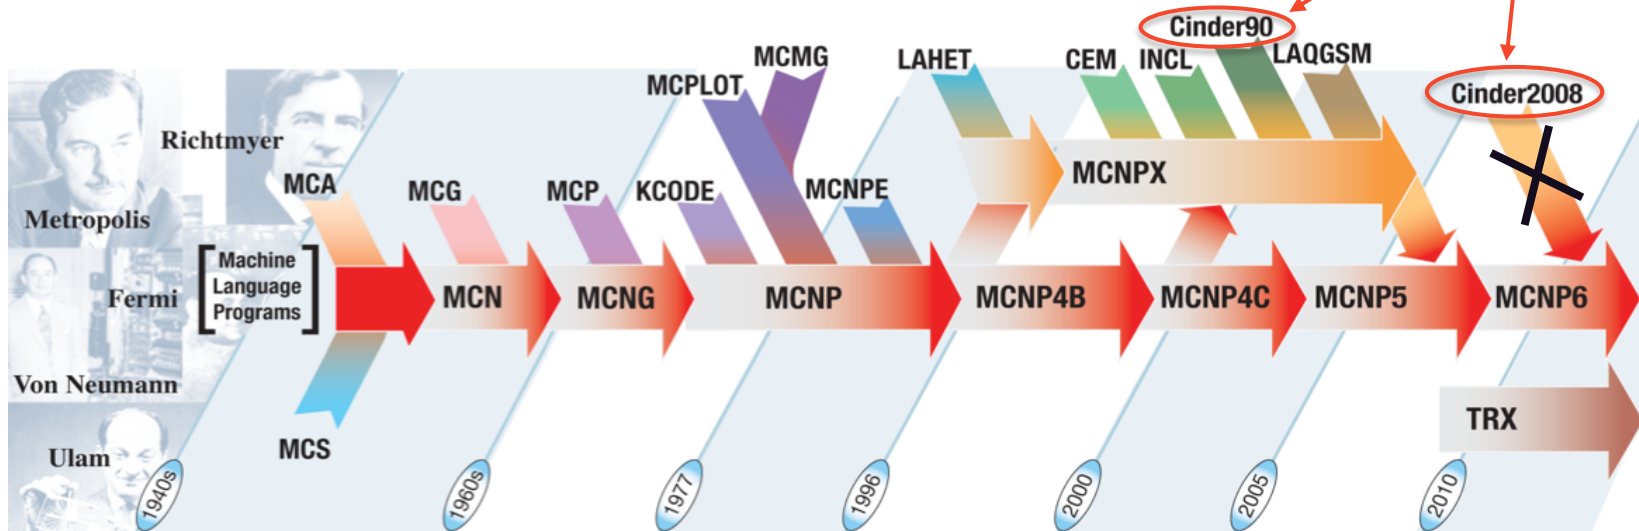 Cinder90
MCMG
LAHET
CEM
INCL
LAQGSM
MCPLOT
Cinder2008
Richtmyer
MCA
MCG
MCP
KCODE
MCNPE
MCNPX
Metropolis
Machine
Language
Programs
Fermi
MCN
MCNG
MCNP
MCNP4B
MCNP4C
MCNP5
MCNP6
Von Neumann
TRX
MCS
Ulam
1940s
1960s
1977
1996
2000
2005
2010